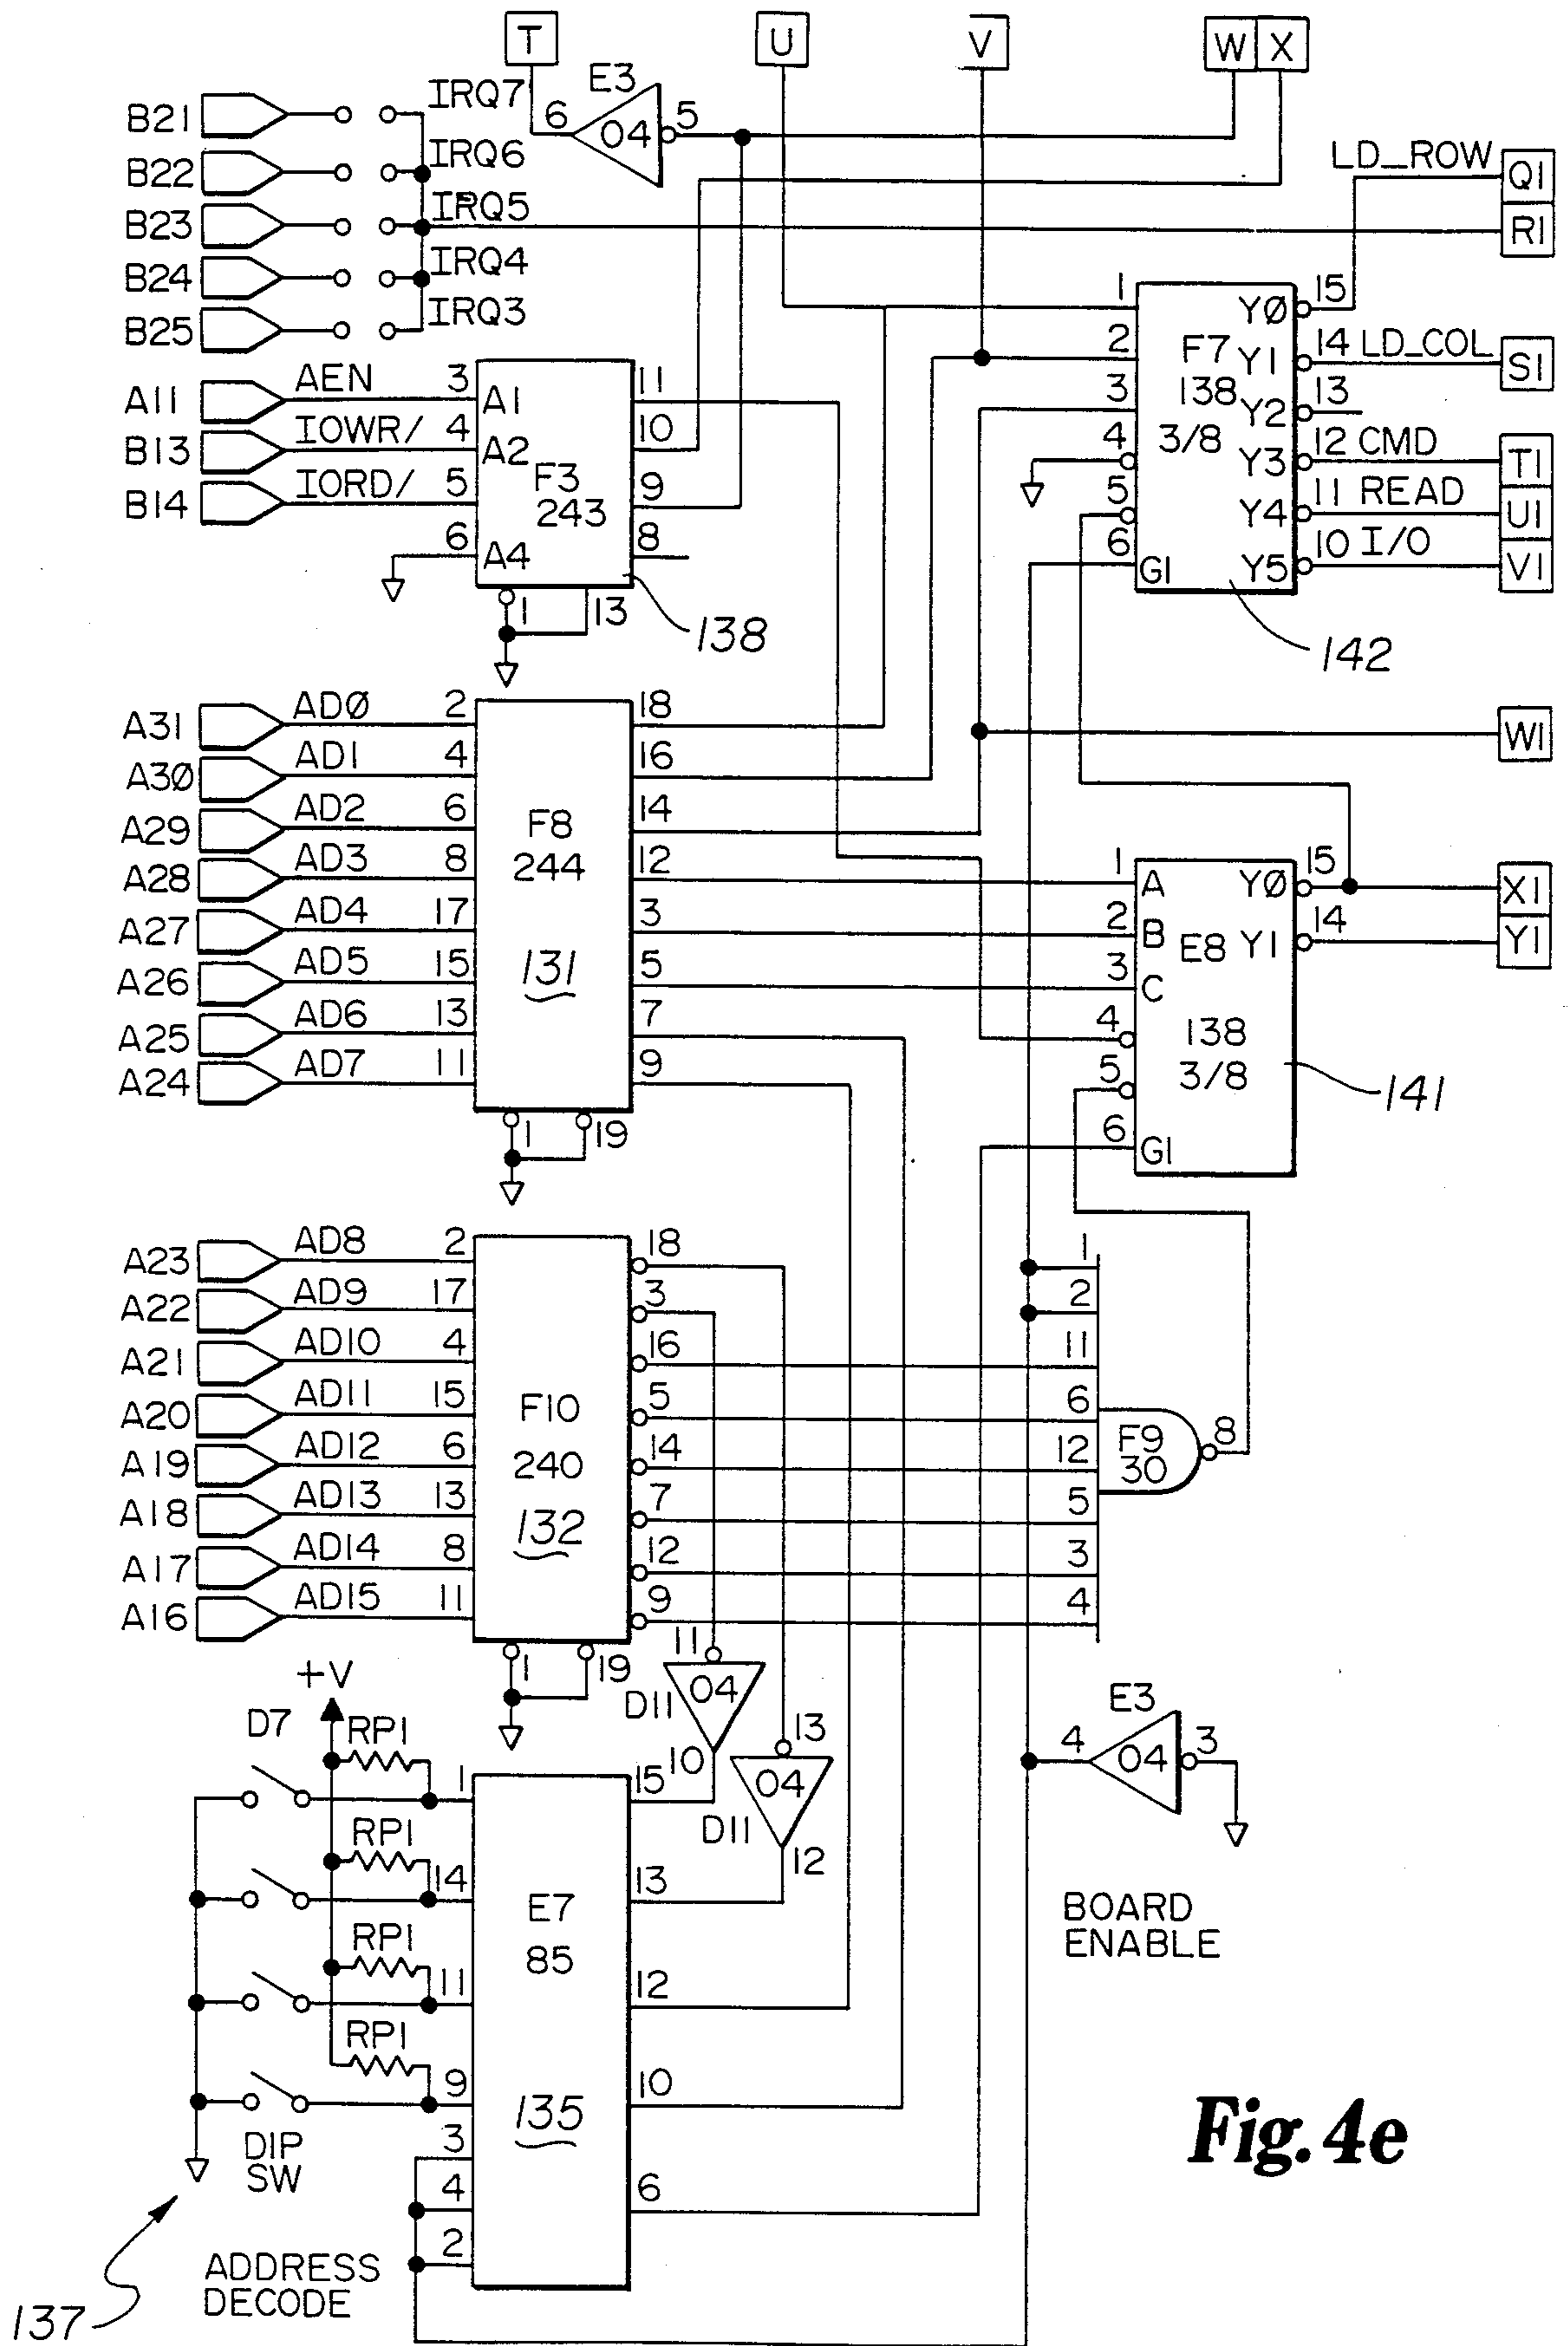 T U V W X
E3
B21 IRQ7 6 04 5
B22 IRQ6 LD_ROW Q1
B23 IRQ5 R1
B24 IRQ4
B25 IRQ3
1 YØ 15
2 F7 Y1 14 LD_COL S1
3 138 Y2 13
4 3/8 Y3 12 CMD T1
5 Y4 11 READ U1
6 G1 Y5 10 I/O V1
142
A11 AEN 3 A1 11
B13 IOWR/ 4 A2 10
B14 IORD/ 5 F3 243 9
6 A4 8
1 13
138
A31 ADØ 2 18
A3Ø AD1 4 16
A29 AD2 6 F8 14
A28 AD3 8 244 12
A27 AD4 17 3
A26 AD5 15 131 5
A25 AD6 13 7
A24 AD7 11 9
1 19
W1
1 A YØ 15 X1
2 B E8 Y1 14 Y1
3 C
4 138
5 3/8
6 G1
141
A23 AD8 2 18
A22 AD9 17 3
A21 AD10 4 16
A20 AD11 15 F10 5
A19 AD12 6 240 14
A18 AD13 13 132 7
A17 AD14 8 12
A16 AD15 11 9
1 19
1
2
11
6
12 F9 8
30
5
3
4
+V
D7
RP1
RP1
RP1
RP1
D11 11 04 10
13 04 12 D11
E3
4 04 3
BOARD
ENABLE
1 15
14 E7 13
85
11 12
9 135 10
3
4 6
2
DIP
SW
137
ADDRESS
DECODE
Fig. 4e